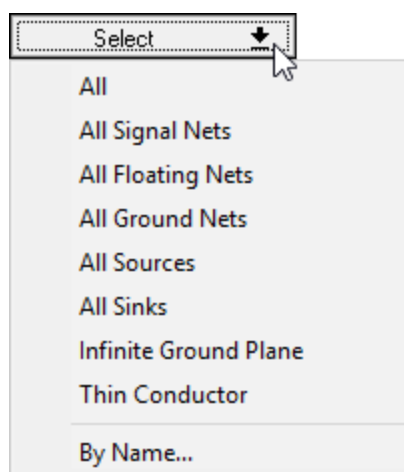 Select
All
All Signal Nets
All Floating Nets
All Ground Nets
All Sources
All Sinks
Infinite Ground Plane
Thin Conductor
By Name...